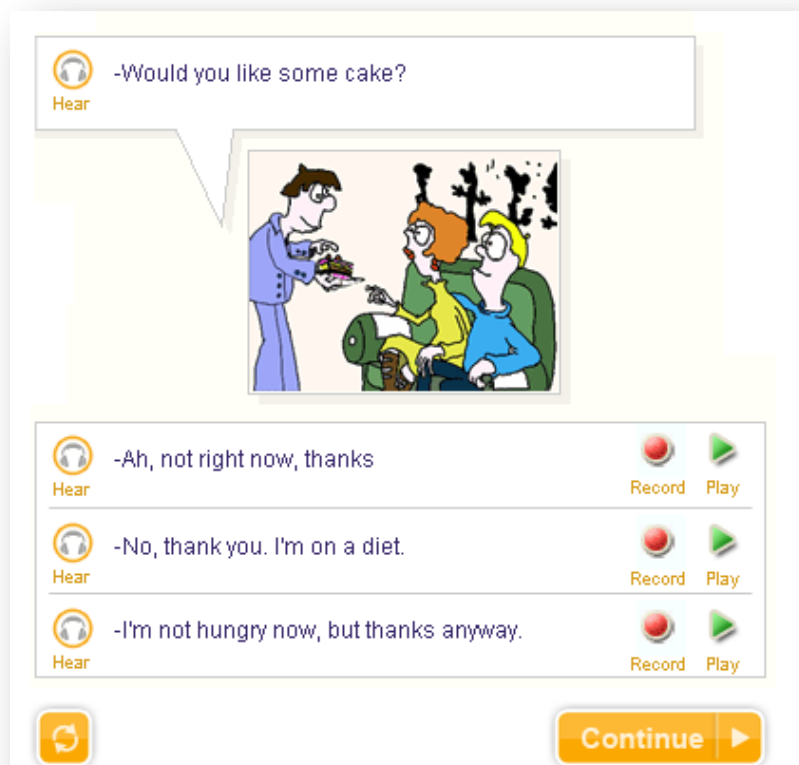 -Would you like some cake?
Hear
-Ah, not right now, thanks
Hear
Record Play
-No, thank you. I'm on a diet.
Hear
Record Play
-I'm not hungry now, but thanks anyway.
Hear
Record Play
Continue